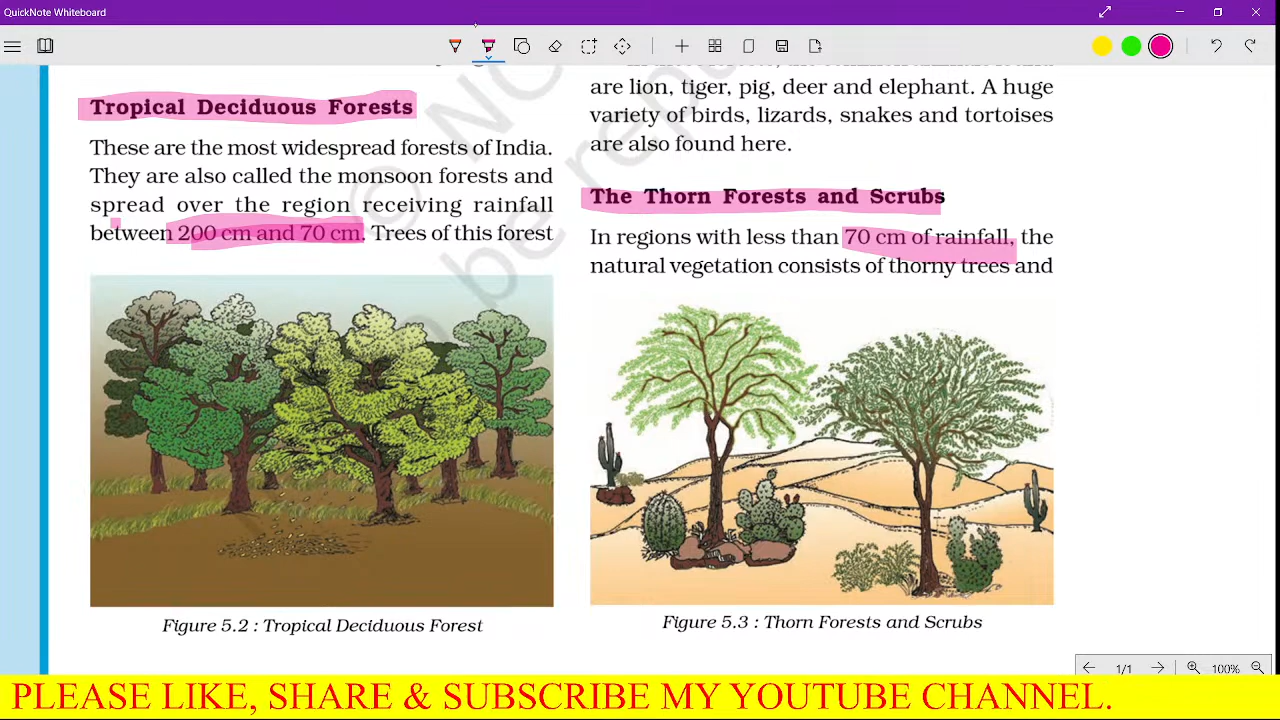 QuickNote Whiteboard
Tropical Deciduous Forests
These are the most widespread forests of India.
They are also called the monsoon forests and
spread over the region receiving rainfall
between 200 cm and 70 cm. Trees of this forest
Figure 5.2 : Tropical Deciduous Forest
are lion, tiger, pig, deer and elephant. A huge
variety of birds, lizards, snakes and tortoises
are also found here.
The Thorn Forests and Scrubs
In regions with less than 70 cm of rainfall, the
natural vegetation consists of thorny trees and
Figure 5.3 : Thorn Forests and Scrubs
1/1
100%
PLEASE LIKE, SHARE & SUBSCRIBE MY YOUTUBE CHANNEL.